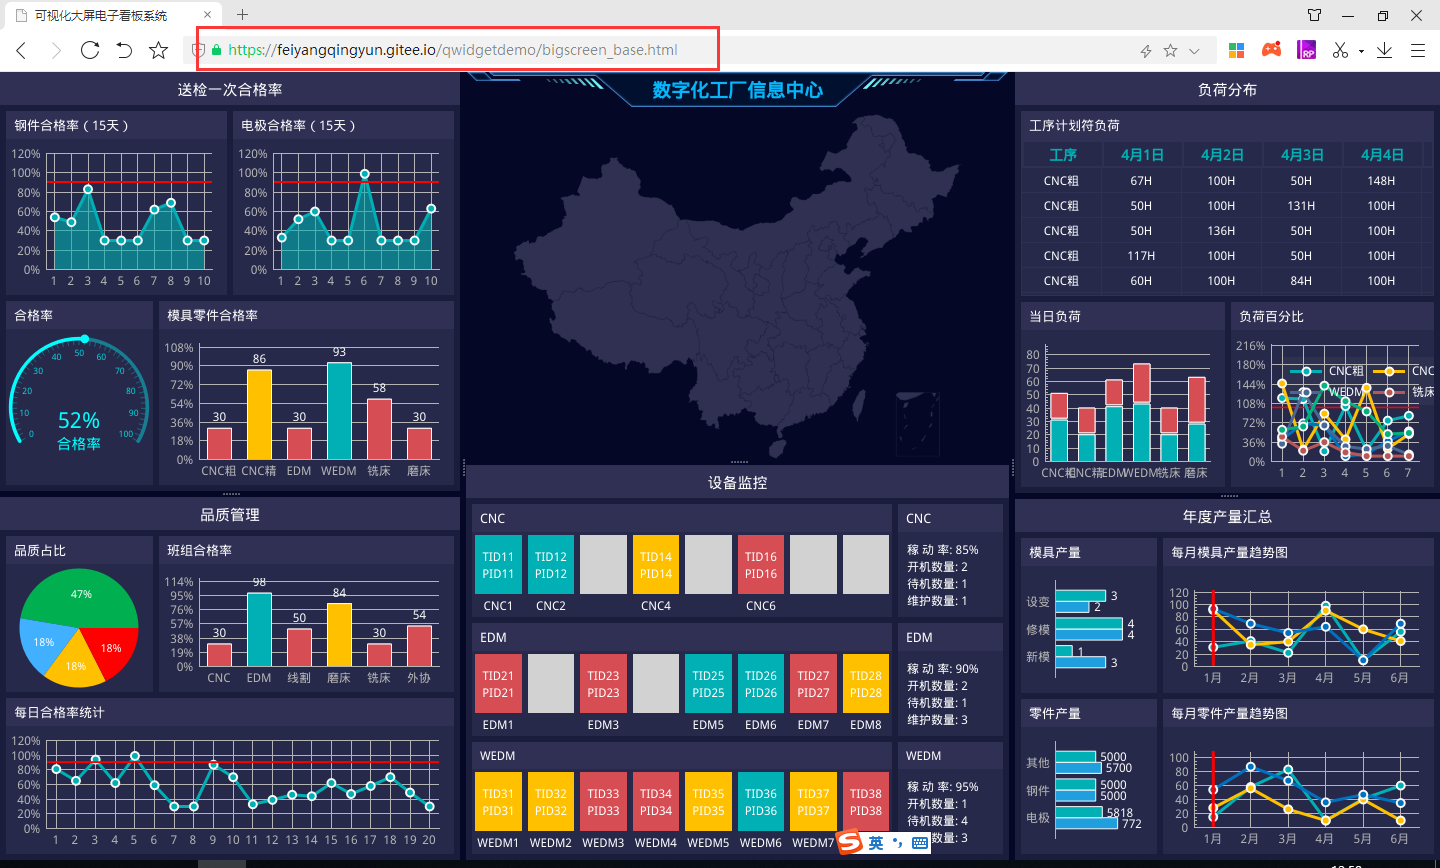 可视化大屏电子看板系统
https://feiyangqingyun.gitee.io/qwidgetdemo/bigscreen_base.html
RP
送检一次合格率
钢件合格率（15天）
120%
100%
80%
60%
40%
20%
0%
1 2 3 4 5 6 7 8 9 10
电极合格率（15天）
120%
100%
80%
60%
40%
20%
0%
1 2 3 4 5 6 7 8 9 10
合格率
0 10 20 30 40 50 60 70 80 90 100
52%
合格率
模具零件合格率
108%
90%
72%
54%
36%
18%
0%
30 86 30 93 58 30
CNC粗 CNC精 EDM WEDM 铣床 磨床
品质管理
品质占比
47%
18%
18%
18%
班组合格率
114%
95%
76%
57%
38%
19%
0%
30 98 50 84 30 54
CNC EDM 线割 磨床 铣床 外协
每日合格率统计
120%
100%
80%
60%
40%
20%
0%
1 2 3 4 5 6 7 8 9 10 11 12 13 14 15 16 17 18 19 20
数字化工厂信息中心
设备监控
CNC
TID11 TID12 TID14 TID16
PID11 PID12 PID14 PID16
CNC1 CNC2 CNC4 CNC6
CNC
稼 动 率: 85%
开机数量: 2
待机数量: 1
维护数量: 1
EDM
TID21 TID23 TID25 TID26 TID27 TID28
PID21 PID23 PID25 PID26 PID27 PID28
EDM1 EDM3 EDM5 EDM6 EDM7 EDM8
EDM
稼 动 率: 90%
开机数量: 2
待机数量: 1
维护数量: 3
WEDM
TID31 TID32 TID33 TID34 TID35 TID36 TID37 TID38
PID31 PID32 PID33 PID34 PID35 PID36 PID37 PID38
WEDM1 WEDM2 WEDM3 WEDM4 WEDM5 WEDM6 WEDM7
WEDM
稼 动 率: 95%
开机数量: 1
待机数量: 4
数量: 3
S 英
负荷分布
工序计划符负荷
工序 4月1日 4月2日 4月3日 4月4日
CNC粗 67H 100H 50H 148H
CNC粗 50H 100H 131H 100H
CNC粗 50H 136H 50H 100H
CNC粗 117H 100H 50H 100H
CNC粗 60H 100H 84H 100H
当日负荷
80
70
60
50
40
30
20
10
0
CNC粗 CNC精 EDM WEDM 铣床 磨床
负荷百分比
216%
180%
144%
108%
72%
36%
0%
CNC粗 CNC
WEDM 铣床
1 2 3 4 5 6 7
年度产量汇总
模具产量
设变 3
2
修模 4
4
新模 1
3
每月模具产量趋势图
120
100
80
60
40
20
0
1月 2月 3月 4月 5月 6月
零件产量
其他 5000
5700
钢件 5000
5000
电极 5818
772
每月零件产量趋势图
100
80
60
40
20
0
1月 2月 3月 4月 5月 6月